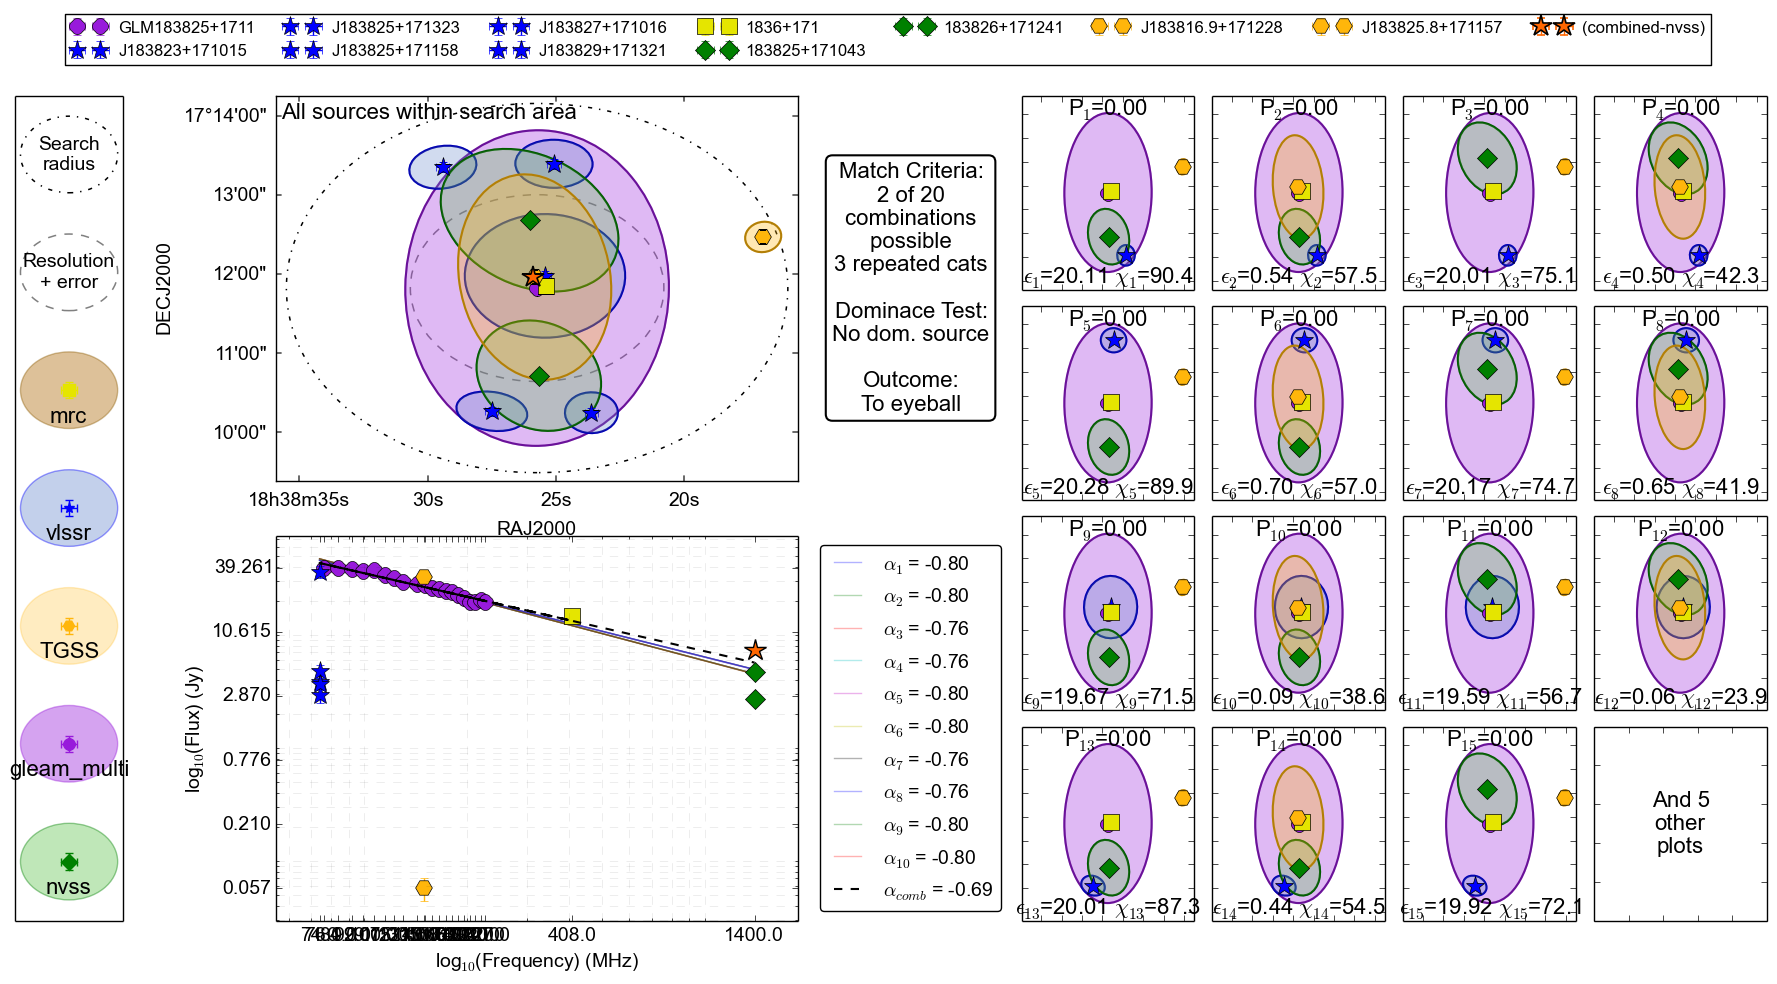 GLM183825+1711
J183825+171323
J183827+171016
1836+171
183826+171241
J183816.9+171228
J183825.8+171157
(combined-nvss)
J183823+171015
J183825+171158
J183829+171321
183825+171043
Search
radius
Resolution
+ error
mrc
vlssr
TGSS
gleam_multi
nvss
All sources within search area
17°14'00"
13'00"
12'00"
11'00"
10'00"
DECJ2000
18h38m35s
30s
25s
20s
RAJ2000
Match Criteria:
2 of 20
combinations
possible
3 repeated cats
Dominace Test:
No dom. source
Outcome:
To eyeball
39.261
10.615
2.870
0.776
0.210
0.057
log10(Flux) (Jy)
408.0
1400.0
log10(Frequency) (MHz)
α1 = -0.80
α2 = -0.80
α3 = -0.76
α4 = -0.76
α5 = -0.80
α6 = -0.80
α7 = -0.76
α8 = -0.76
α9 = -0.80
α10 = -0.80
αcomb = -0.69
P1=0.00
ϵ1=20.11 χ1=90.4
P2=0.00
ϵ2=0.54 χ2=57.5
P3=0.00
ϵ3=20.01 χ3=75.1
P4=0.00
ϵ4=0.50 χ4=42.3
P5=0.00
ϵ5=20.28 χ5=89.9
P6=0.00
ϵ6=0.70 χ6=57.0
P7=0.00
ϵ7=20.17 χ7=74.7
P8=0.00
ϵ8=0.65 χ8=41.9
P9=0.00
ϵ9=19.67 χ9=71.5
P10=0.00
ϵ10=0.09 χ10=38.6
P11=0.00
ϵ11=19.59 χ11=56.7
P12=0.00
ϵ12=0.06 χ12=23.9
P13=0.00
ϵ13=20.01 χ13=87.3
P14=0.00
ϵ14=0.44 χ14=54.5
P15=0.00
ϵ15=19.92 χ15=72.1
And 5
other
plots